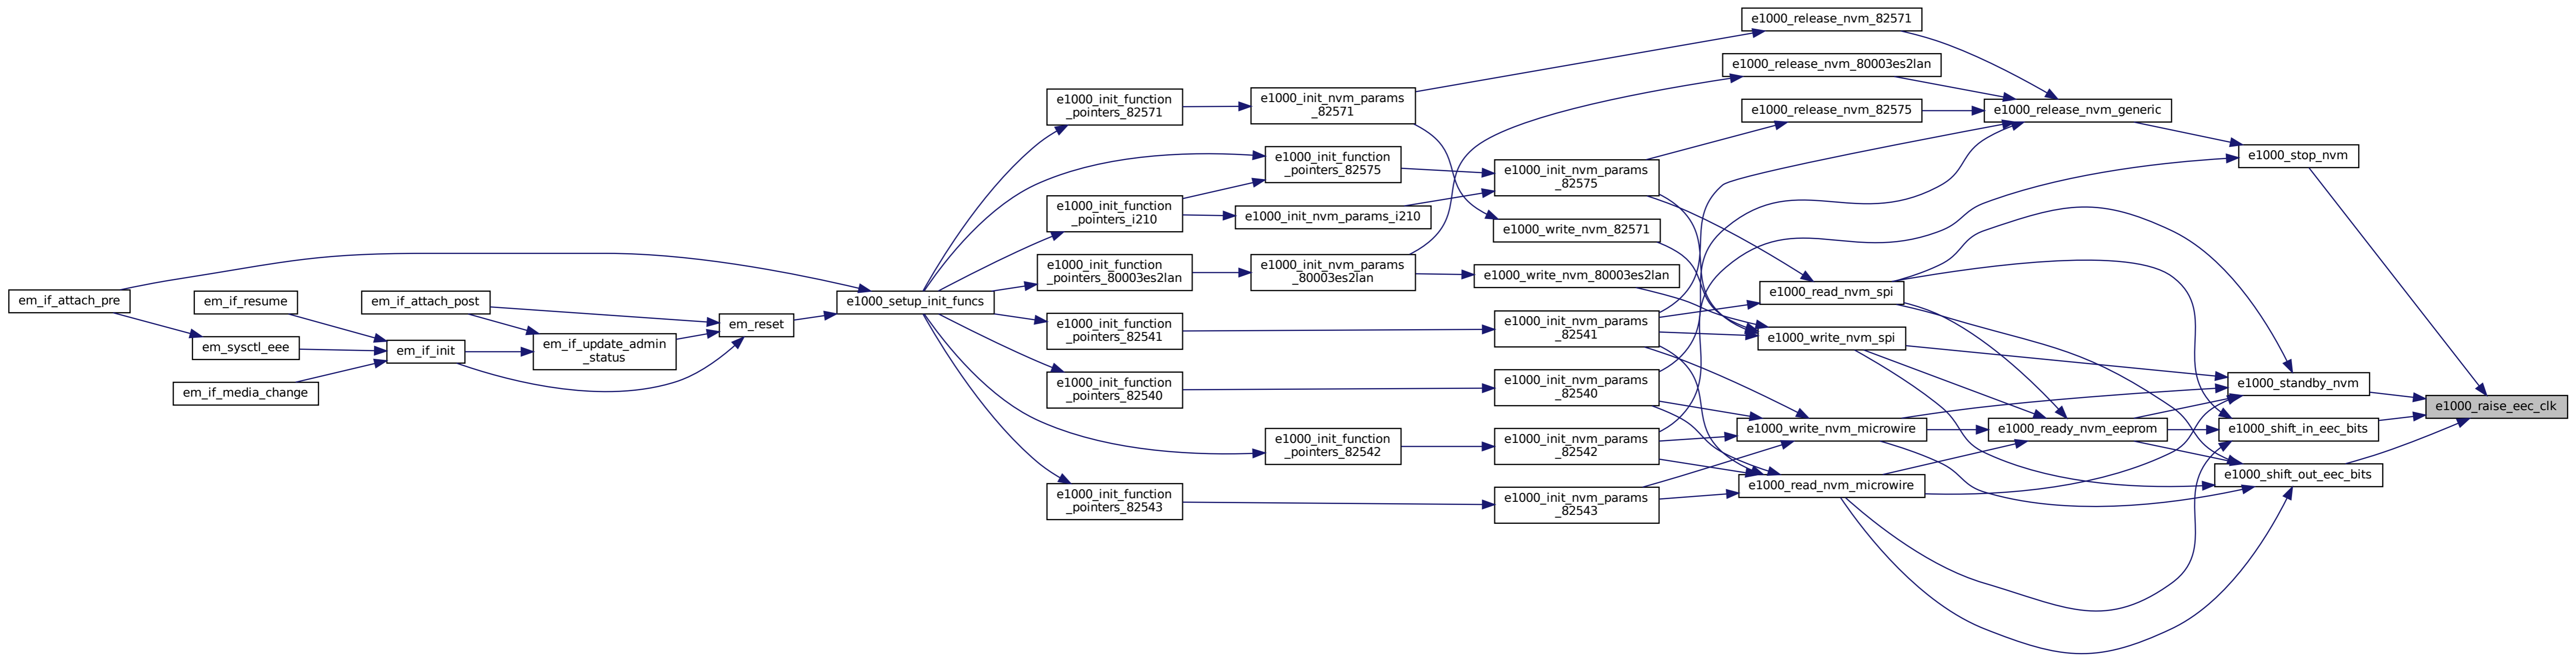 e1000_release_nvm_82571
e1000_release_nvm_80003es2lan
e1000_init_function
_pointers_82571
e1000_init_nvm_params
_82571
e1000_release_nvm_82575
e1000_release_nvm_generic
e1000_init_function
_pointers_82575
e1000_init_nvm_params
_82575
e1000_stop_nvm
e1000_init_function
_pointers_i210
e1000_init_nvm_params_i210
e1000_write_nvm_82571
e1000_init_function
_pointers_80003es2lan
e1000_init_nvm_params
_80003es2lan
e1000_write_nvm_80003es2lan
e1000_read_nvm_spi
em_if_attach_pre
em_if_resume
em_if_attach_post
e1000_setup_init_funcs
em_reset
e1000_init_function
_pointers_82541
e1000_init_nvm_params
_82541
e1000_write_nvm_spi
em_sysctl_eee
em_if_init
em_if_update_admin
_status
em_if_media_change
e1000_init_function
_pointers_82540
e1000_init_nvm_params
_82540
e1000_standby_nvm
e1000_raise_eec_clk
e1000_write_nvm_microwire
e1000_ready_nvm_eeprom
e1000_shift_in_eec_bits
e1000_init_function
_pointers_82542
e1000_init_nvm_params
_82542
e1000_shift_out_eec_bits
e1000_read_nvm_microwire
e1000_init_function
_pointers_82543
e1000_init_nvm_params
_82543